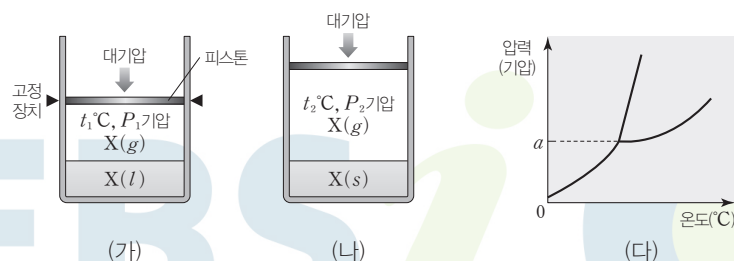 대기압
피스톤
고정
장치
t₁℃, P₁기압
X(g)
X(l)
(가)
대기압
t₂℃, P₂기압
X(g)
X(s)
(나)
압력
(기압)
a
0
온도(℃)
(다)
EBSi